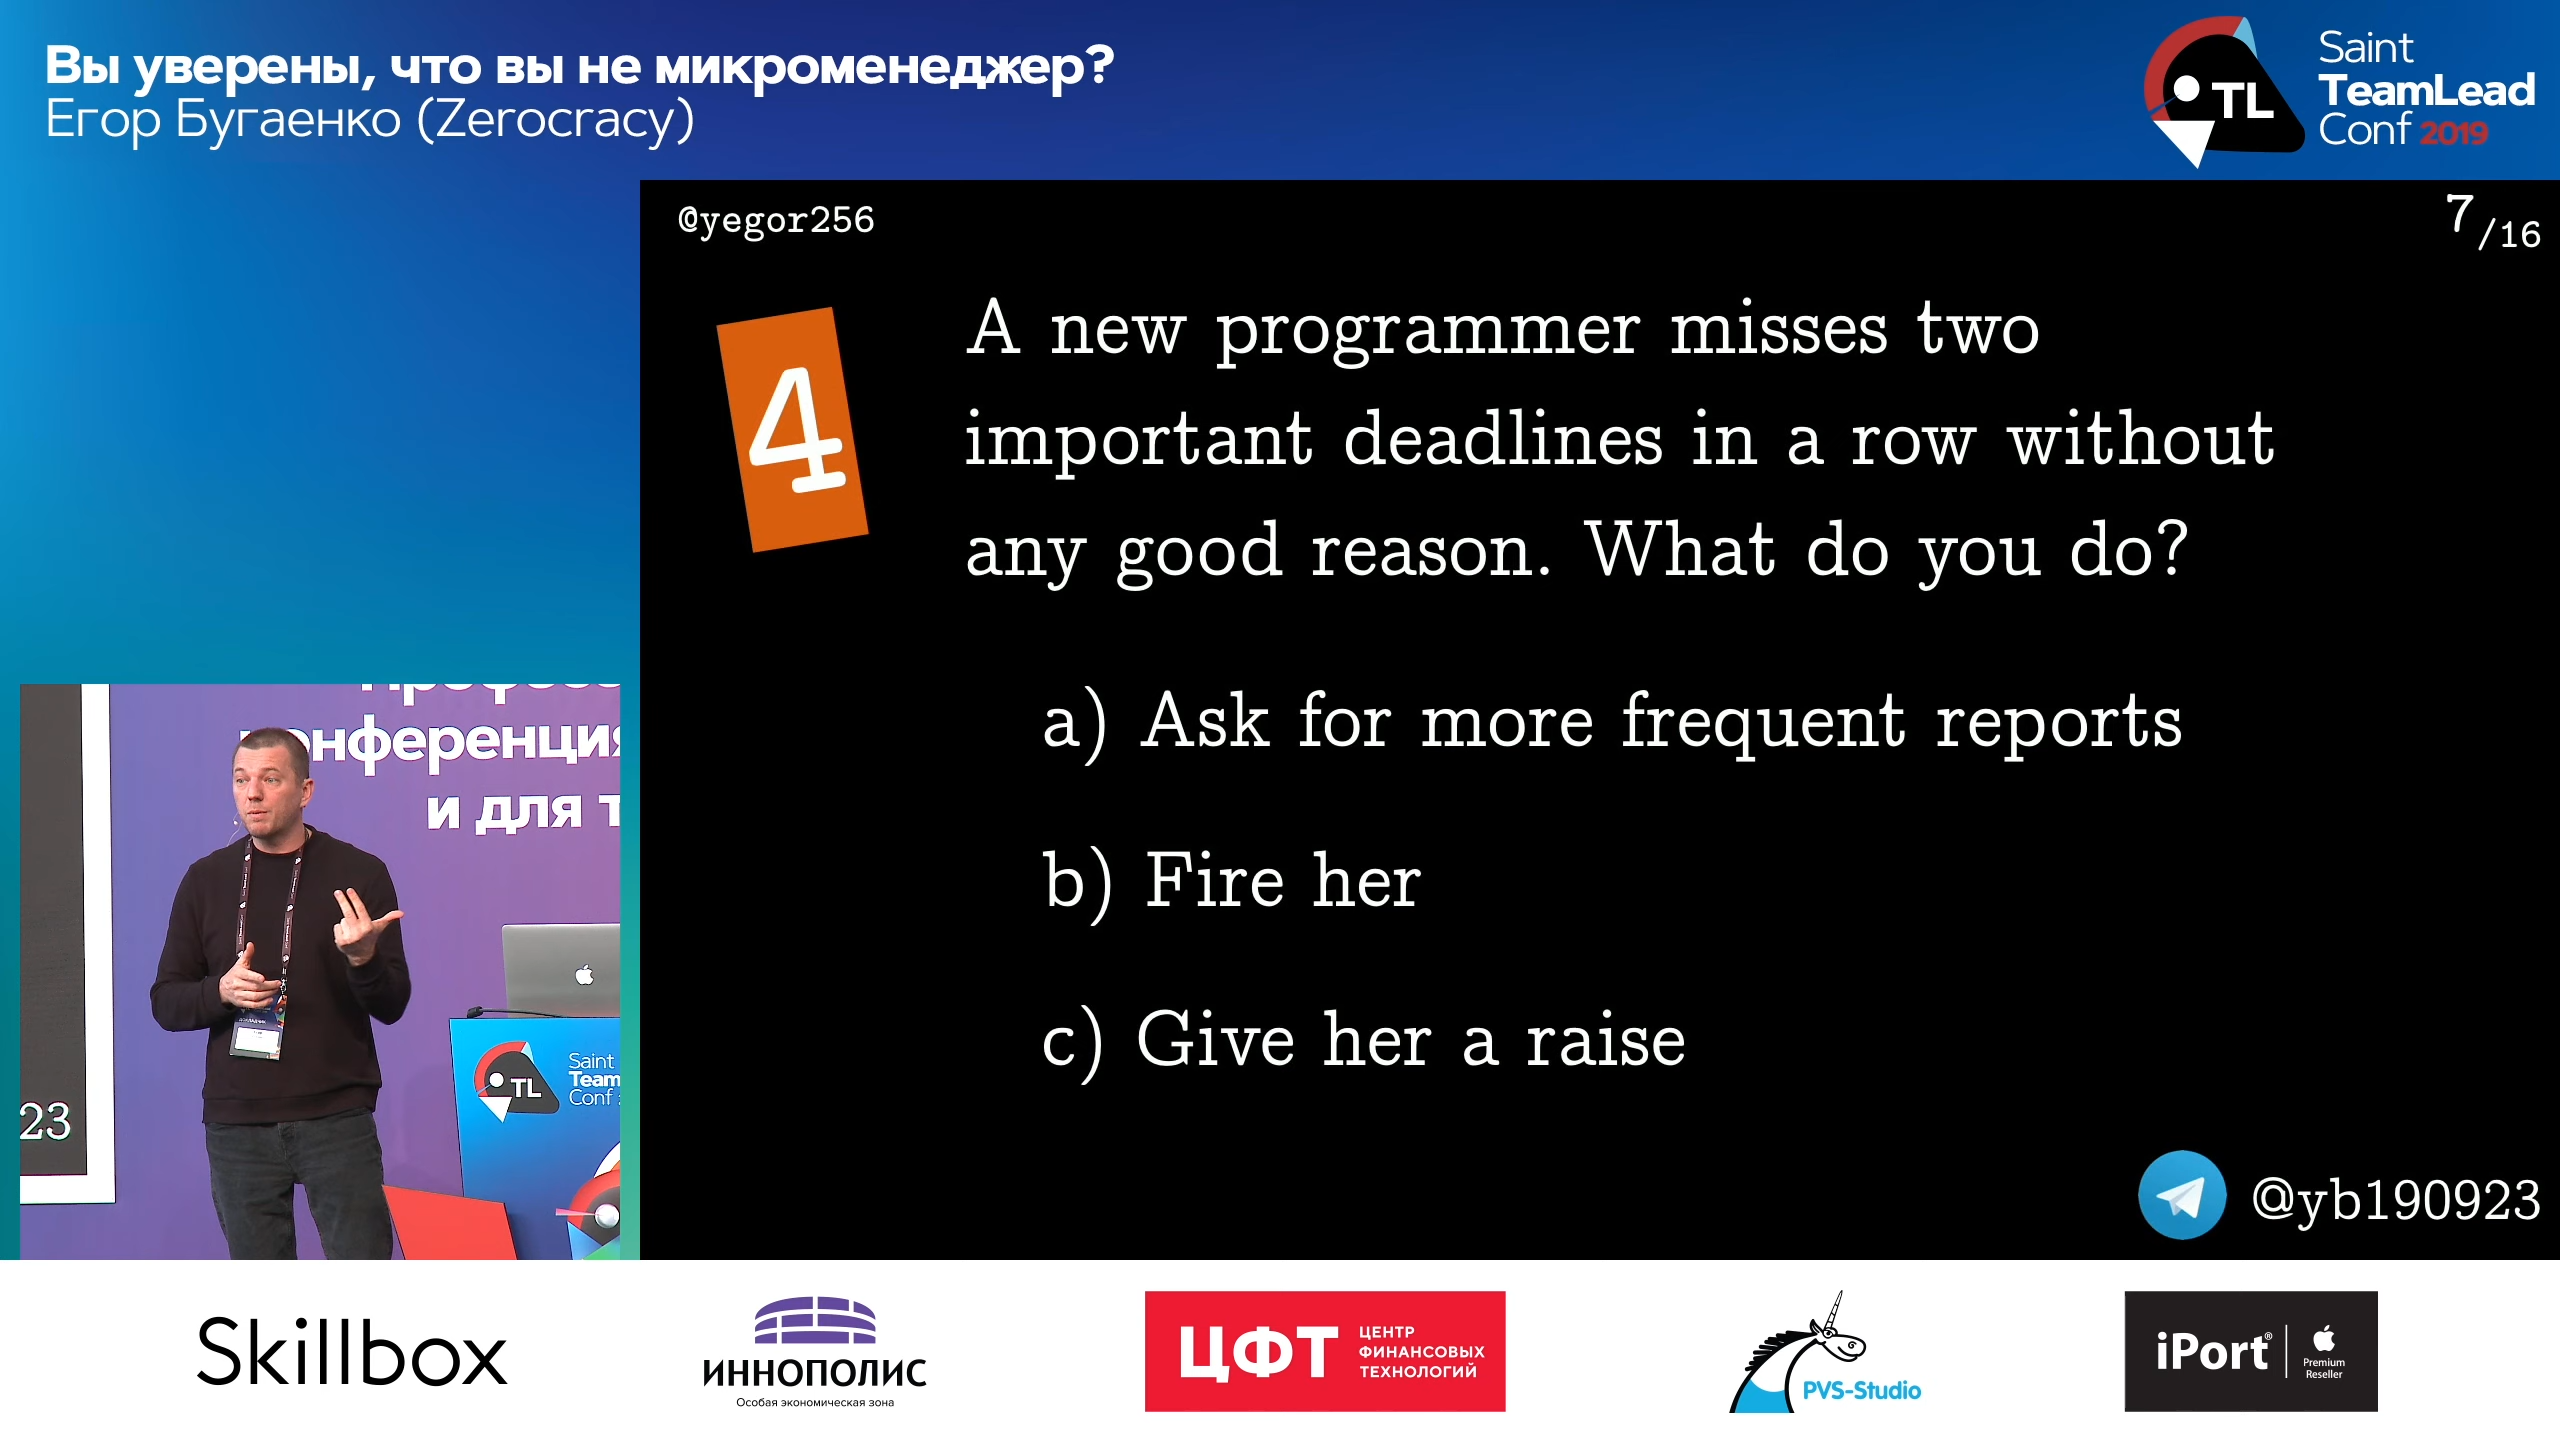 Вы уверены, что вы не микроменеджер?
Егор Бугаенко (Zerocracy)
TL
Saint
TeamLead
Conf 2019
@yegor256
7/16
4
A new programmer misses two
important deadlines in a row without
any good reason. What do you do?
a) Ask for more frequent reports
b) Fire her
c) Give her a raise
@yb190923
конференция
и для т
23
TL
Saint
Team
Conf
Skillbox
ИННОПОЛИС
Особая экономическая зона
ЦФТ
ЦЕНТР
ФИНАНСОВЫХ
ТЕХНОЛОГИЙ
PVS-Studio
iPort®
Premium
Reseller